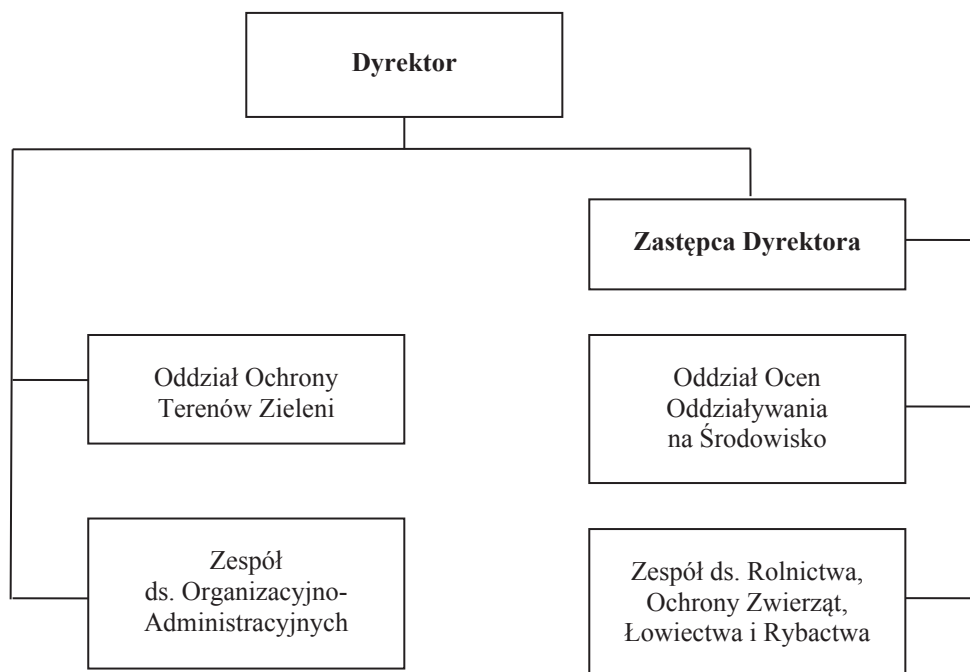 Dyrektor
Zastępca Dyrektora
Oddział Ochrony
Terenów Zieleni
Oddział Ocen
Oddziaływania
na Środowisko
Zespół
ds. Organizacyjno-
Administracyjnych
Zespół ds. Rolnictwa,
Ochrony Zwierząt,
Łowiectwa i Rybactwa